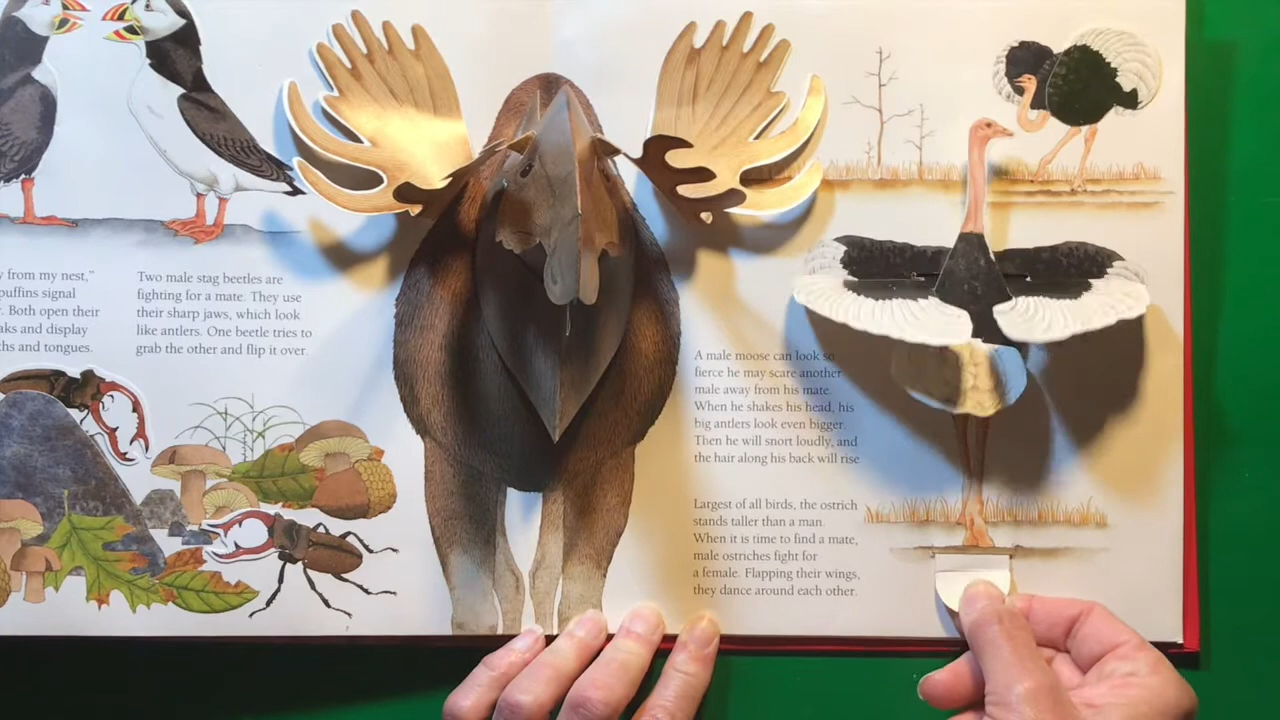 y from my nest,"
puffins signal
r. Both open their
aks and display
hs and tongues.
Two male stag beetles are
fighting for a mate. They use
their sharp jaws, which look
like antlers. One beetle tries to
grab the other and flip it over.
A male moose can look so
fierce he may scare another
male away from his mate.
When he shakes his head, his
big antlers look even bigger.
Then he will snort loudly, and
the hair along his back will rise
Largest of all birds, the ostrich
stands taller than a man.
When it is time to find a mate,
male ostriches fight for
a female. Flapping their wings,
they dance around each other.